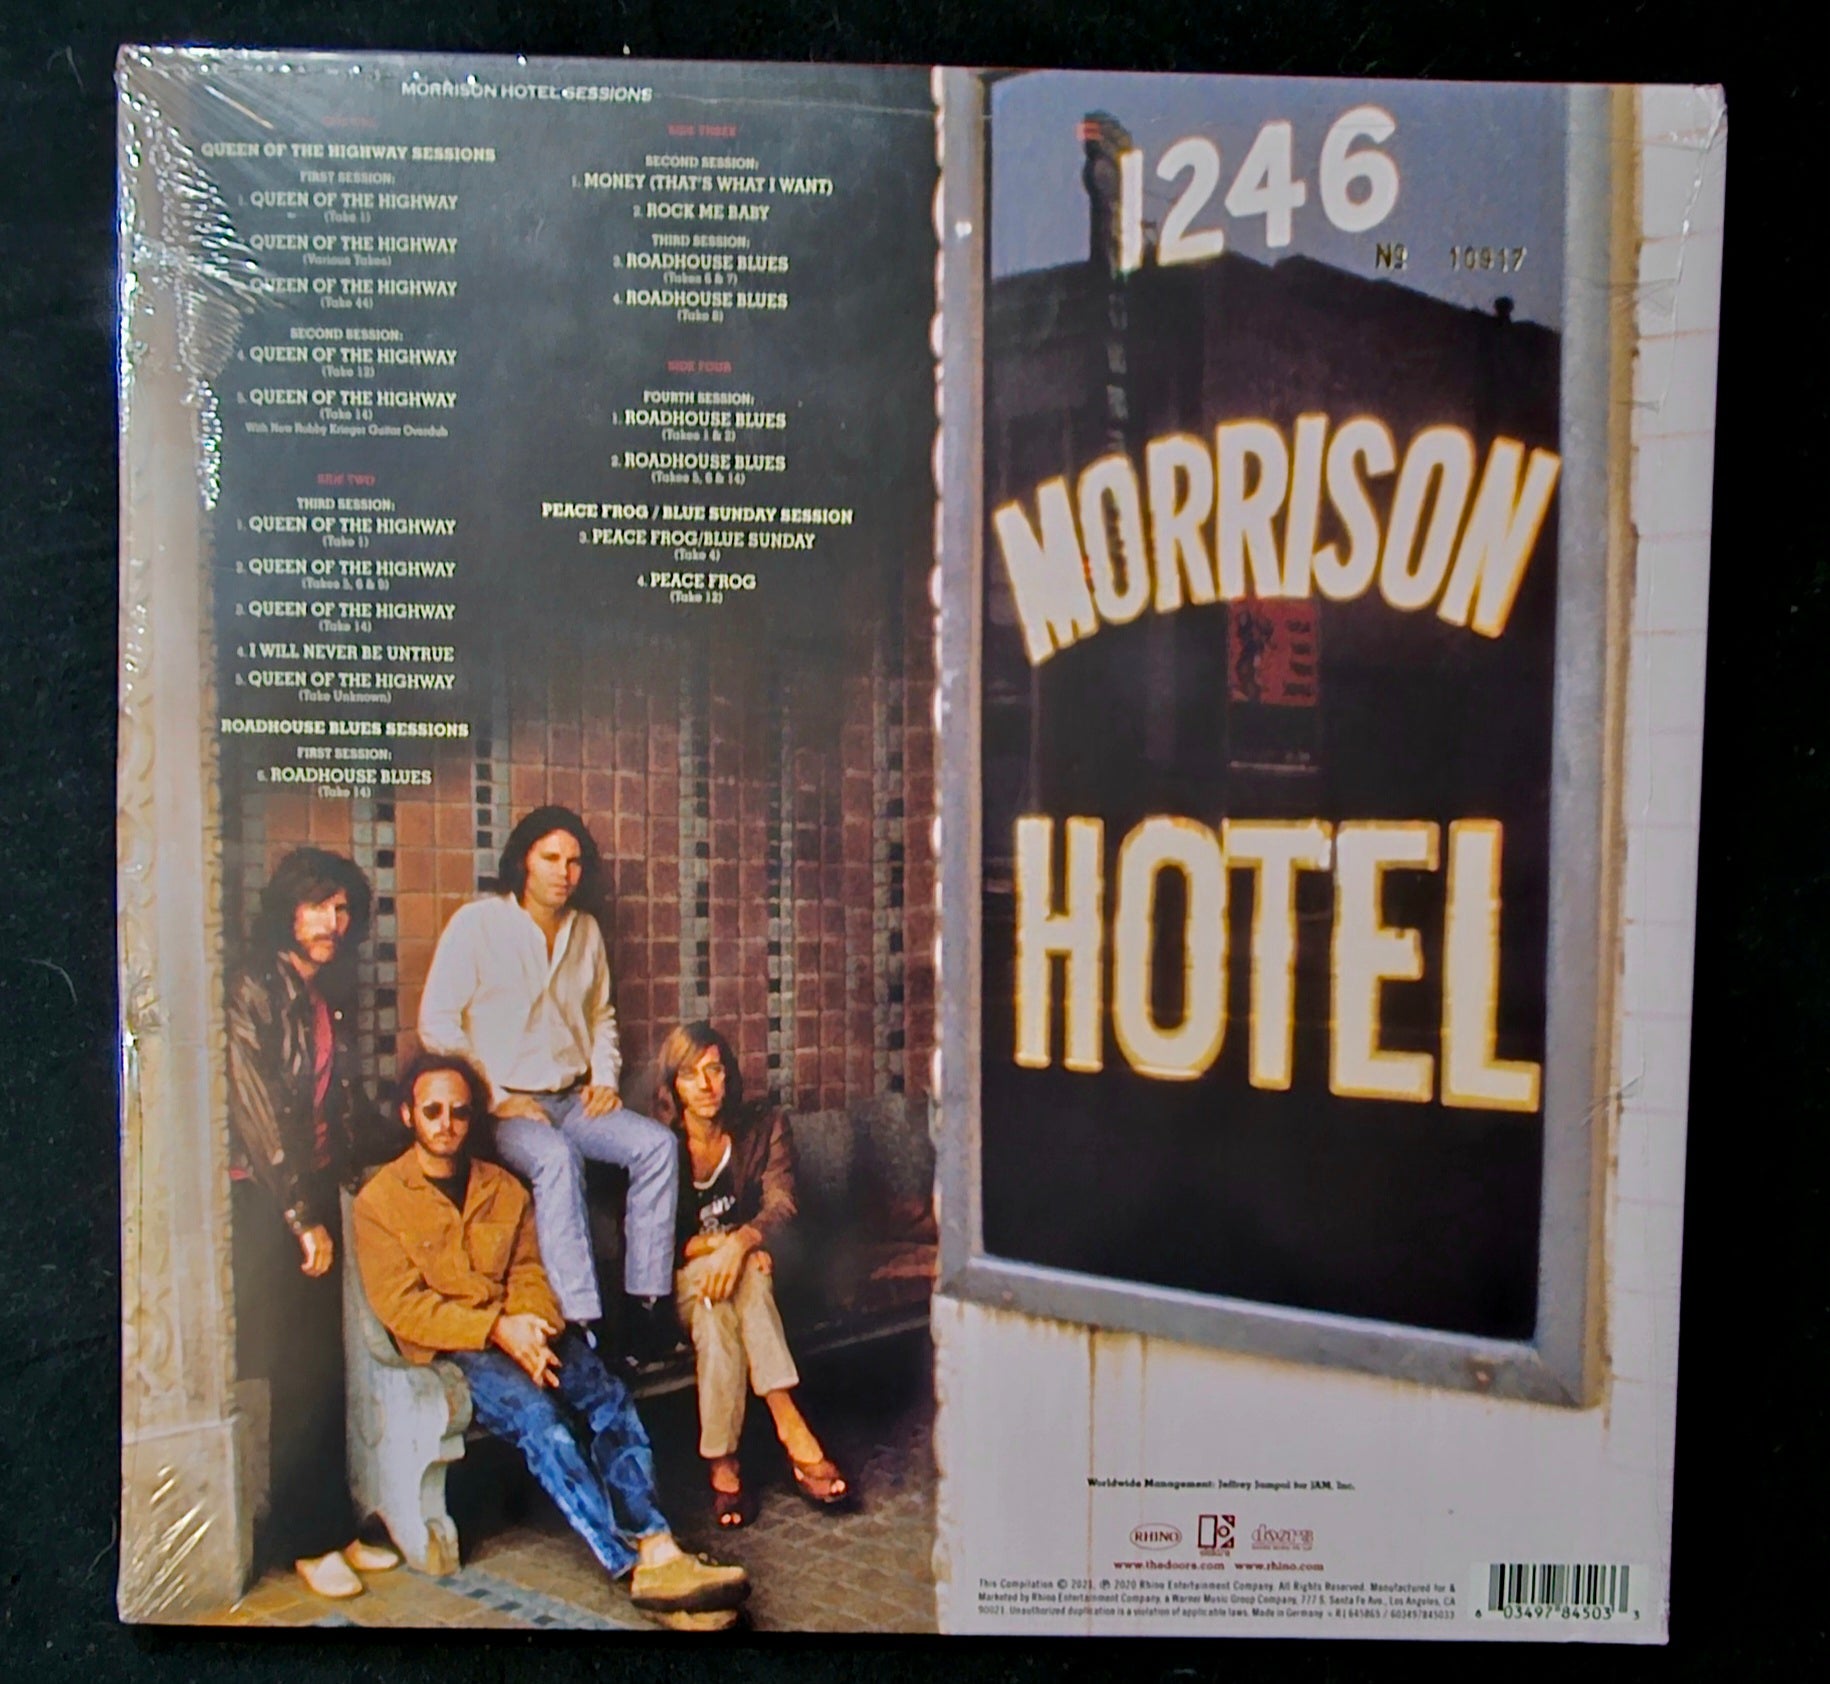 MORRISON HOTEL SESSIONS
QUEEN OF THE HIGHWAY SESSIONS
FIRST SESSION:
1. QUEEN OF THE HIGHWAY
(Take 1)
QUEEN OF THE HIGHWAY
(Various Takes)
QUEEN OF THE HIGHWAY
(Take 44)
SECOND SESSION:
4. QUEEN OF THE HIGHWAY
(Take 12)
5. QUEEN OF THE HIGHWAY
(Take 14)
With New Robby Krieger Guitar Overdub
SIDE TWO
THIRD SESSION:
1. QUEEN OF THE HIGHWAY
(Take 1)
2. QUEEN OF THE HIGHWAY
(Takes 5, 6 & 9)
3. QUEEN OF THE HIGHWAY
(Take 14)
4. I WILL NEVER BE UNTRUE
5. QUEEN OF THE HIGHWAY
(Take Unknown)
ROADHOUSE BLUES SESSIONS
FIRST SESSION:
6. ROADHOUSE BLUES
(Take 14)
SIDE THREE
SECOND SESSION:
1. MONEY (THAT'S WHAT I WANT)
2. ROCK ME BABY
THIRD SESSION:
3. ROADHOUSE BLUES
(Takes 6 & 7)
4. ROADHOUSE BLUES
(Take 8)
SIDE FOUR
FOURTH SESSION:
1. ROADHOUSE BLUES
(Takes 1 & 2)
2. ROADHOUSE BLUES
(Takes 5, 6 & 14)
PEACE FROG / BLUE SUNDAY SESSION
3. PEACE FROG/BLUE SUNDAY
(Take 4)
4. PEACE FROG
(Take 12)
1246
Nº 10917
MORRISON
HOTEL
Worldwide Management: Jeffrey Jampol for JAM, Inc.
RHINO
doors
www.thedoors.com www.rhino.com
This Compilation © 2021, ℗ 2020 Rhino Entertainment Company. All Rights Reserved. Manufactured for &
Marketed by Rhino Entertainment Company, a Warner Music Group Company, 777 S. Santa Fe Ave., Los Angeles, CA
90021. Unauthorized duplication is a violation of applicable laws. Made in Germany • R1 645865 / 603497845033
6 03497 84503 3